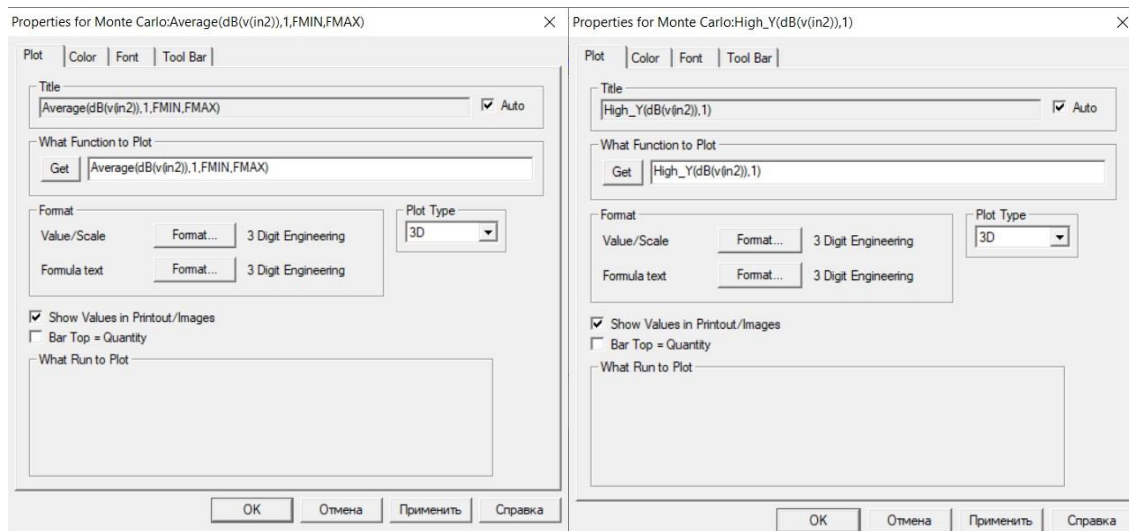 Properties for Monte Carlo:Average(dB(v(in2)),1,FMIN,FMAX)
Plot Color Font Tool Bar
Title
Average(dB(v(in2)),1,FMIN,FMAX) Auto
What Function to Plot
Get Average(dB(v(in2)),1,FMIN,FMAX)
Format
Plot Type
Value/Scale Format... 3 Digit Engineering
3D
Formula text Format... 3 Digit Engineering
Show Values in Printout/Images
Bar Top = Quantity
What Run to Plot
OK Отмена Применить Справка
Properties for Monte Carlo:High_Y(dB(v(in2)),1)
Plot Color Font Tool Bar
Title
High_Y(dB(v(in2)),1) Auto
What Function to Plot
Get High_Y(dB(v(in2)),1)
Format
Plot Type
Value/Scale Format... 3 Digit Engineering
3D
Formula text Format... 3 Digit Engineering
Show Values in Printout/Images
Bar Top = Quantity
What Run to Plot
OK Отмена Применить Справка